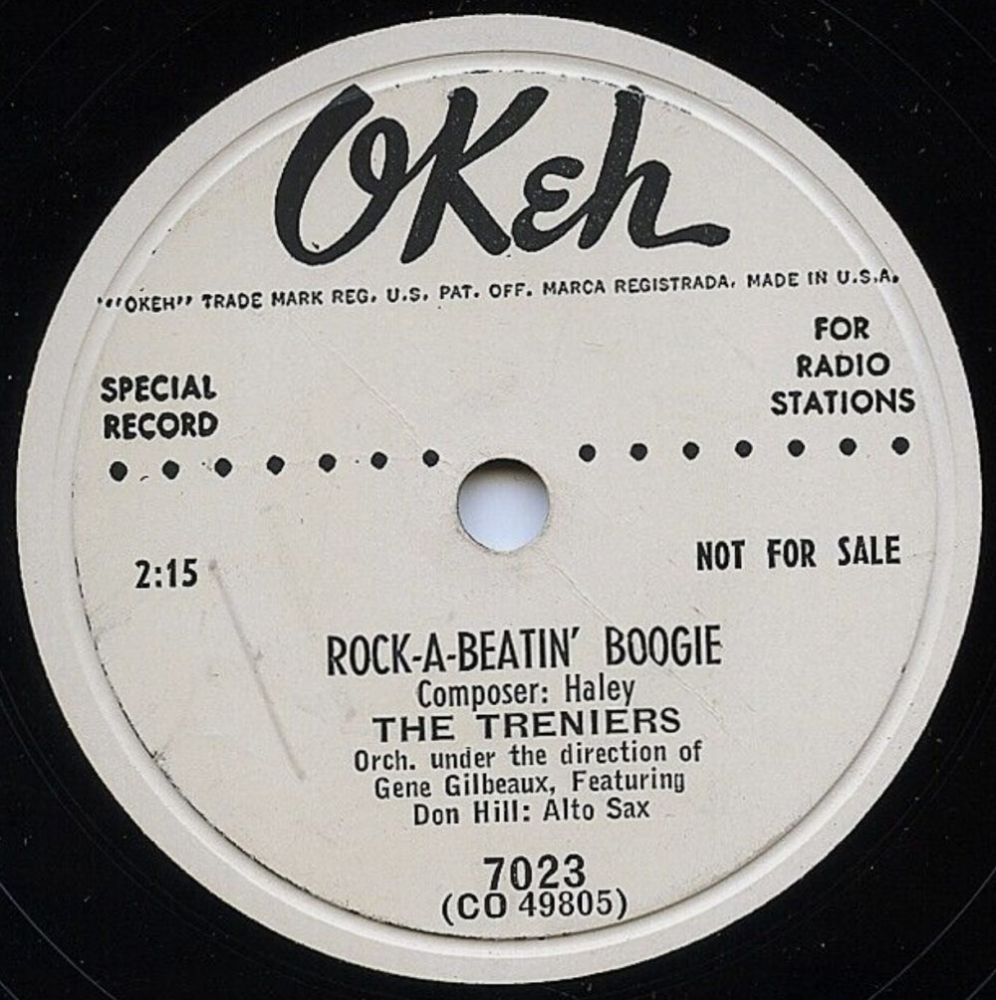 OKeh
"OKEH" TRADE MARK REG. U.S. PAT. OFF. MARCA REGISTRADA. MADE IN U.S.A.
SPECIAL
RECORD
FOR
RADIO
STATIONS
2:15
NOT FOR SALE
ROCK-A-BEATIN' BOOGIE
Composer: Haley
THE TRENIERS
Orch. under the direction of
Gene Gilbeaux, Featuring
Don Hill: Alto Sax
7023
(CO 49805)